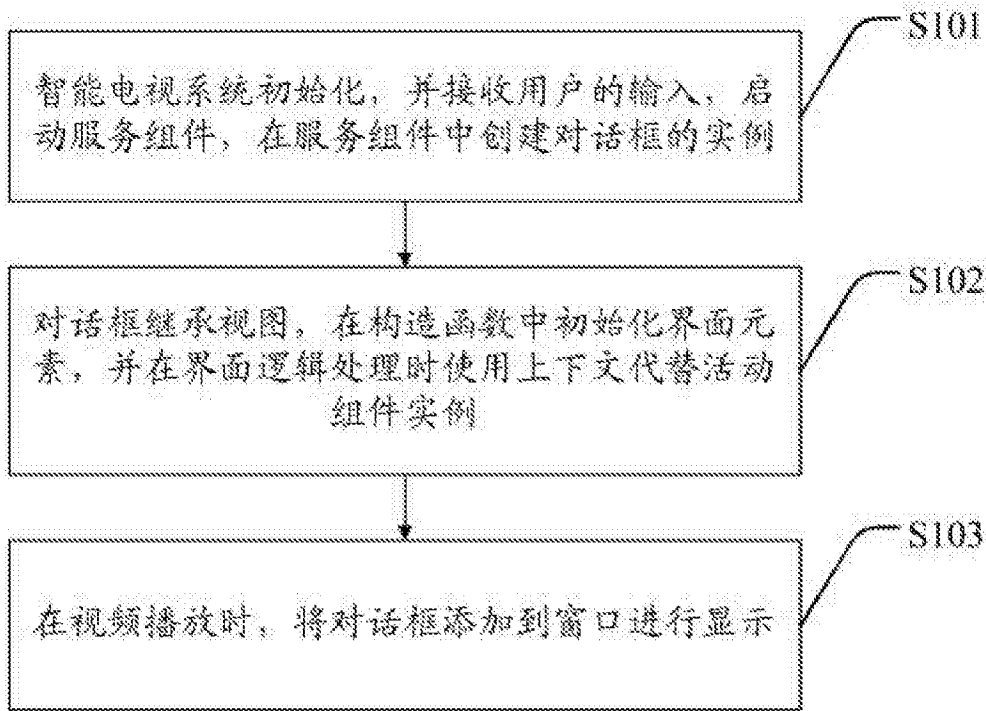 S101
智能电视系统初始化，并接收用户的输入，启
动服务组件，在服务组件中创建对话框的实例
S102
对话框继承视图，在构造函数中初始化界面元
素，并在界面逻辑处理时使用上下文代替活动
组件实例
S103
在视频播放时，将对话框添加到窗口进行显示